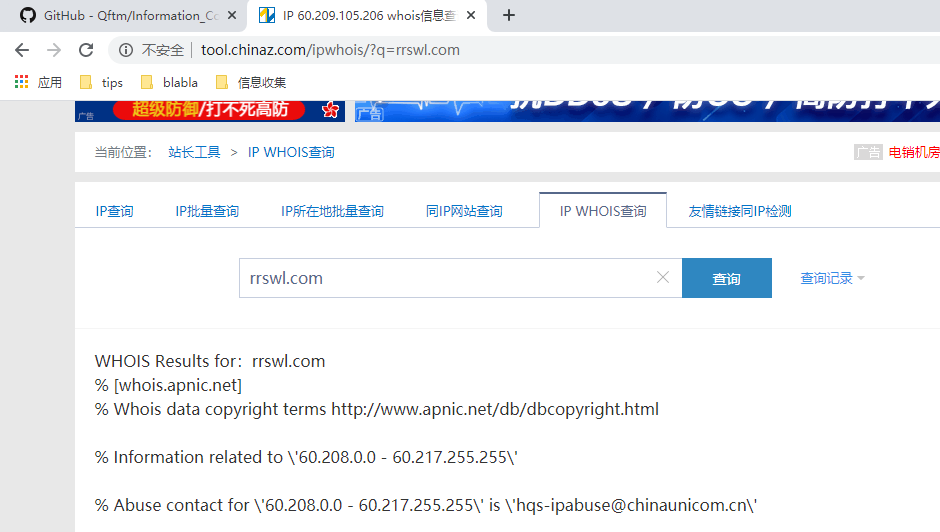 GitHub - Qftm/Information_Co
IP 60.209.105.206 whois信息查
不安全 | tool.chinaz.com/ipwhois/?q=rrswl.com
应用 tips blabla 信息收集
超级防御/打不死高防
广告
广告
当前位置： 站长工具 > IP WHOIS查询
广告 电销机房
IP查询 IP批量查询 IP所在地批量查询 同IP网站查询 IP WHOIS查询 友情链接同IP检测
rrswl.com 查询 查询记录
WHOIS Results for：rrswl.com
% [whois.apnic.net]
% Whois data copyright terms http://www.apnic.net/db/dbcopyright.html
% Information related to \'60.208.0.0 - 60.217.255.255\'
% Abuse contact for \'60.208.0.0 - 60.217.255.255\' is \'hqs-ipabuse@chinaunicom.cn\'